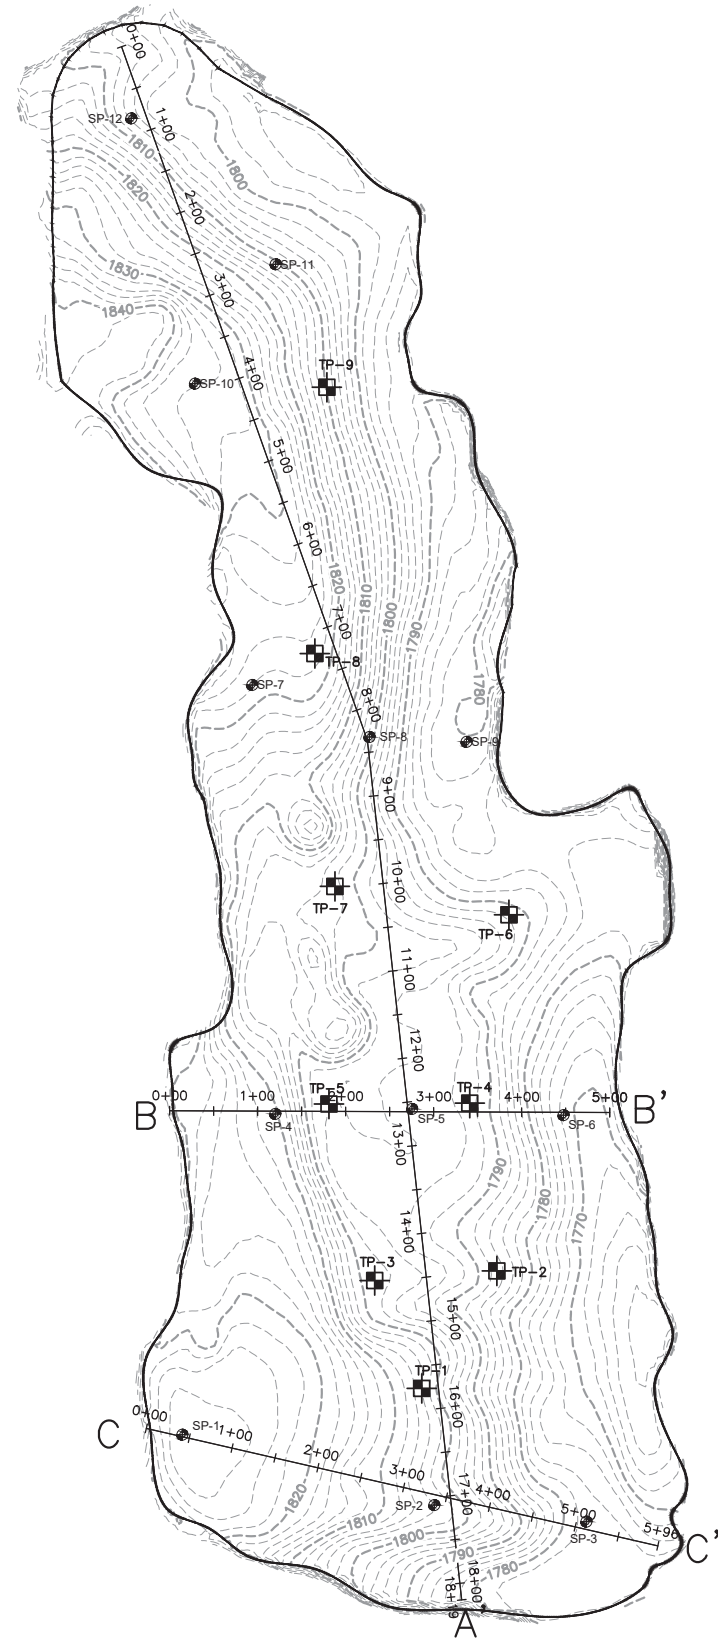 0+00
SP-12
1+00
1810
1800
1820
2+00
SP-11
1830
3+00
1840
TP-9
SP-10
4+00
5+00
6+00
1820
1810
1800
7+00
1790
TP-8
SP-7
1780
8+00
SP-8
SP-9
9+00
10+00
TP-7
TP-6
11+00
12+00
TP-5
TP-4
0+00
1+00
2+00
3+00
4+00
5+00
B
B'
SP-4
SP-5
SP-6
13+00
1790
1780
1770
14+00
TP-3
TP-2
15+00
TP-1
16+00
0+00
C
SP-1
1+00
2+00
3+00
17+00
4+00
1820
SP-2
5+00
1810
SP-3
5+96
1800
C'
1790
1780
18+00
18+19
A'